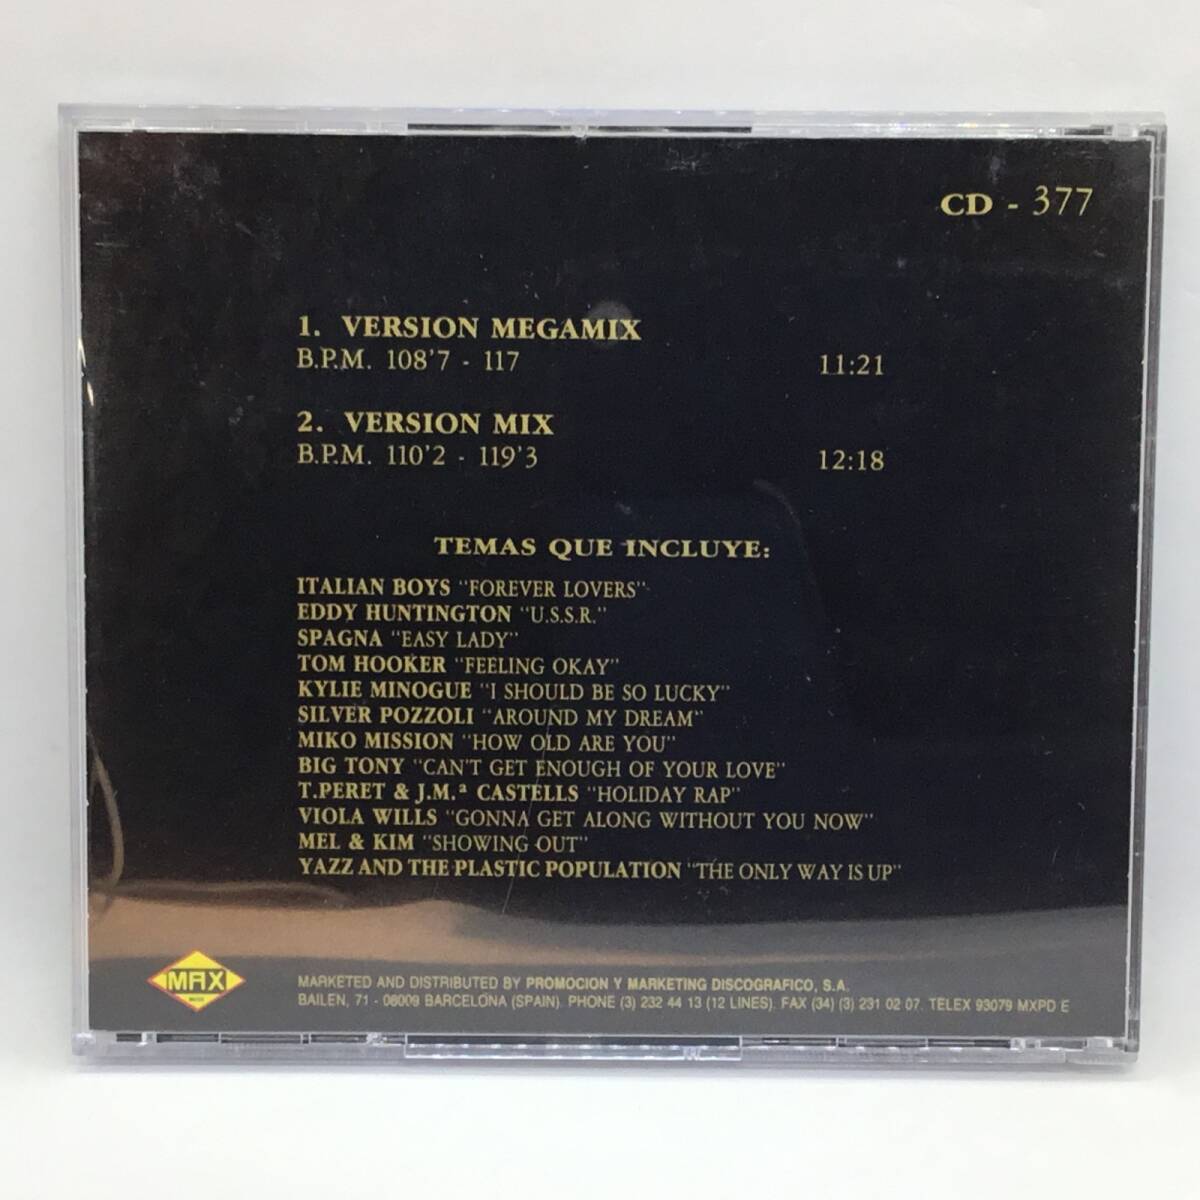 CD - 377
1. VERSION MEGAMIX
B.P.M. 108'7 - 117 11:21
2. VERSION MIX
B.P.M. 110'2 - 119'3 12:18
TEMAS QUE INCLUYE:
ITALIAN BOYS "FOREVER LOVERS"
EDDY HUNTINGTON "U.S.S.R."
SPAGNA "EASY LADY"
TOM HOOKER "FEELING OKAY"
KYLIE MINOGUE "I SHOULD BE SO LUCKY"
SILVER POZZOLI "AROUND MY DREAM"
MIKO MISSION "HOW OLD ARE YOU"
BIG TONY "CAN'T GET ENOUGH OF YOUR LOVE"
T.PERET & J.M.ª CASTELLS "HOLIDAY RAP"
VIOLA WILLS "GONNA GET ALONG WITHOUT YOU NOW"
MEL & KIM "SHOWING OUT"
YAZZ AND THE PLASTIC POPULATION "THE ONLY WAY IS UP"
MAX
MUSIC
MARKETED AND DISTRIBUTED BY PROMOCION Y MARKETING DISCOGRAFICO, S.A.
BAILEN, 71 - 08009 BARCELONA (SPAIN). PHONE (3) 232 44 13 (12 LINES). FAX (34) (3) 231 02 07. TELEX 93079 MXPD E